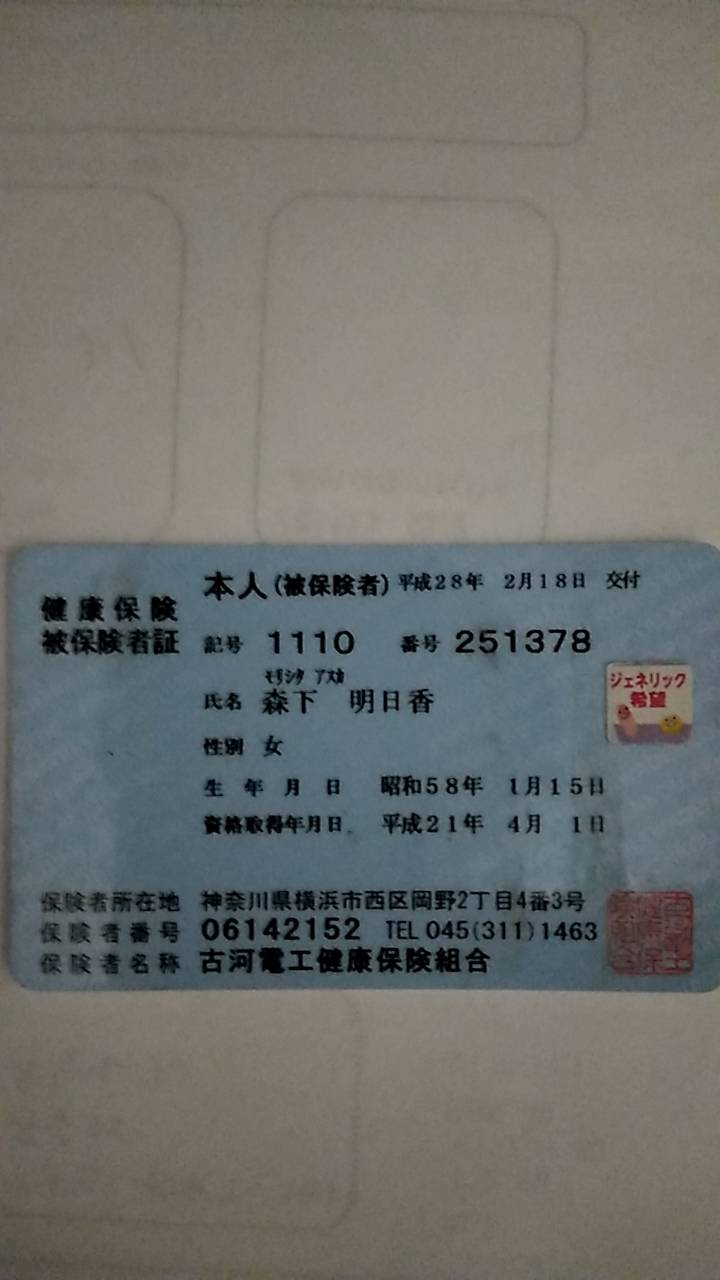 健康保険
被保険者証
本人(被保険者) 平成28年 2月18日 交付
記号 1110 番号 251378
モリシタ アスカ
氏名 森下 明日香
性別 女
生年月日 昭和58年 1月15日
資格取得年月日 平成21年 4月 1日
ジェネリック
希望
保険者所在地 神奈川県横浜市西区岡野2丁目4番3号
保険者番号 06142152 TEL 045(311)1463
保険者名称 古河電工健康保険組合